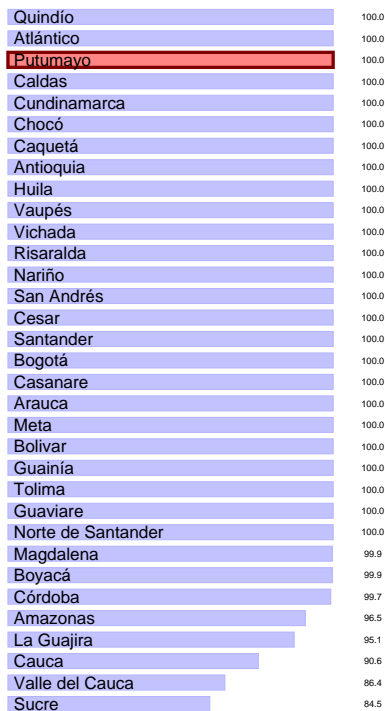 Quindío 100.0
Atlántico 100.0
Putumayo 100.0
Caldas 100.0
Cundinamarca 100.0
Chocó 100.0
Caquetá 100.0
Antioquia 100.0
Huila 100.0
Vaupés 100.0
Vichada 100.0
Risaralda 100.0
Nariño 100.0
San Andrés 100.0
Cesar 100.0
Santander 100.0
Bogotá 100.0
Casanare 100.0
Arauca 100.0
Meta 100.0
Bolivar 100.0
Guainía 100.0
Tolima 100.0
Guaviare 100.0
Norte de Santander 100.0
Magdalena 99.9
Boyacá 99.9
Córdoba 99.7
Amazonas 96.5
La Guajira 95.1
Cauca 90.6
Valle del Cauca 86.4
Sucre 84.5